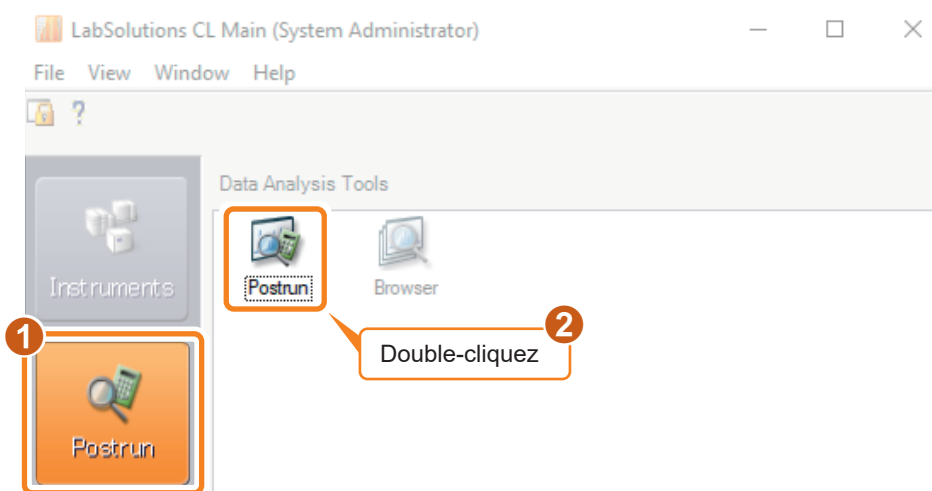 LabSolutions CL Main (System Administrator)
File View Window Help
?
Data Analysis Tools
Instruments
Postrun
Browser
2
Double-cliquez
1
Postrun